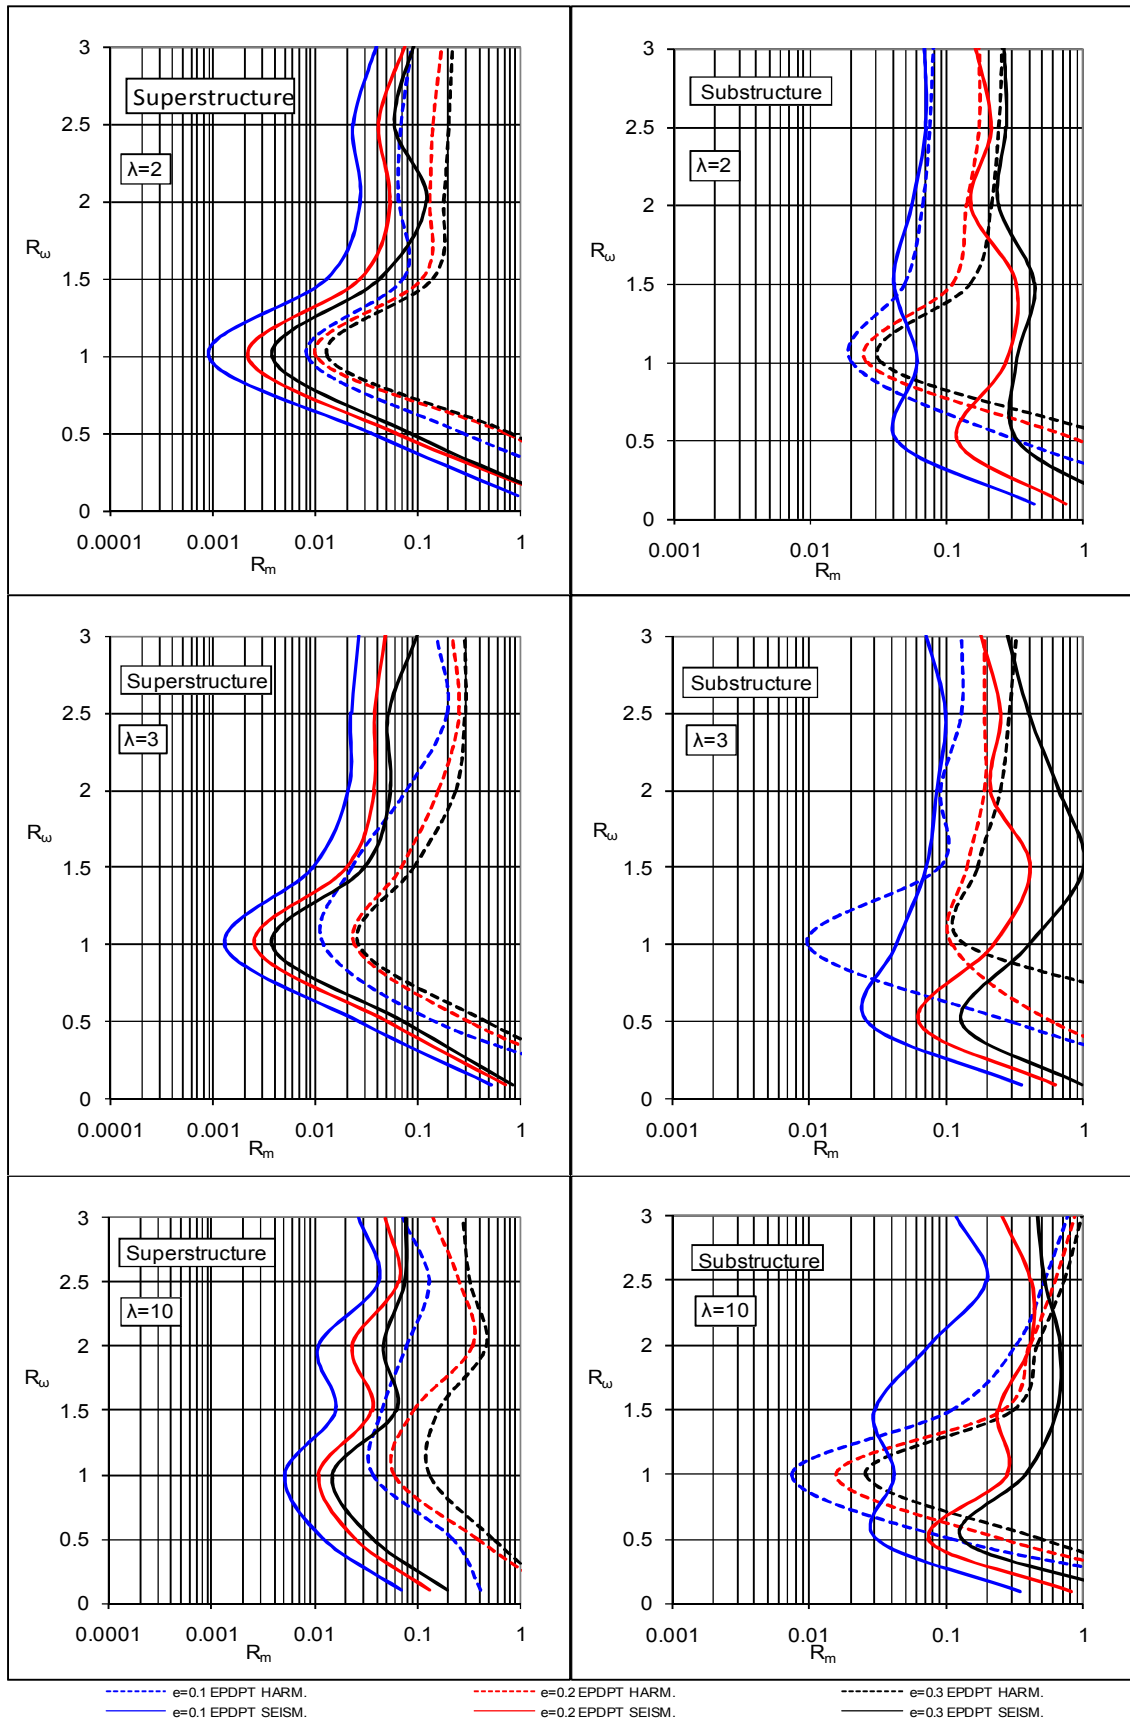 3
3
2.5
2.5
2
2
1.5
1.5
1
1
0.5
0.5
0
0
Superstructure
λ=2
Rω
0.0001 0.001 0.01 0.1 1
Rm
Substructure
λ=2
Rω
0.001 0.01 0.1 1
Rm
3
3
2.5
2.5
2
2
1.5
1.5
1
1
0.5
0.5
0
0
Superstructure
λ=3
Rω
0.0001 0.001 0.01 0.1 1
Rm
Substructure
λ=3
Rω
0.001 0.01 0.1 1
Rm
3
3
2.5
2.5
2
2
1.5
1.5
1
1
0.5
0.5
0
0
Superstructure
λ=10
Rω
0.0001 0.001 0.01 0.1 1
Rm
Substructure
λ=10
Rω
0.001 0.01 0.1 1
Rm
e=0.1 EPDPT HARM. e=0.2 EPDPT HARM. e=0.3 EPDPT HARM.
e=0.1 EPDPT SEISM. e=0.2 EPDPT SEISM. e=0.3 EPDPT SEISM.